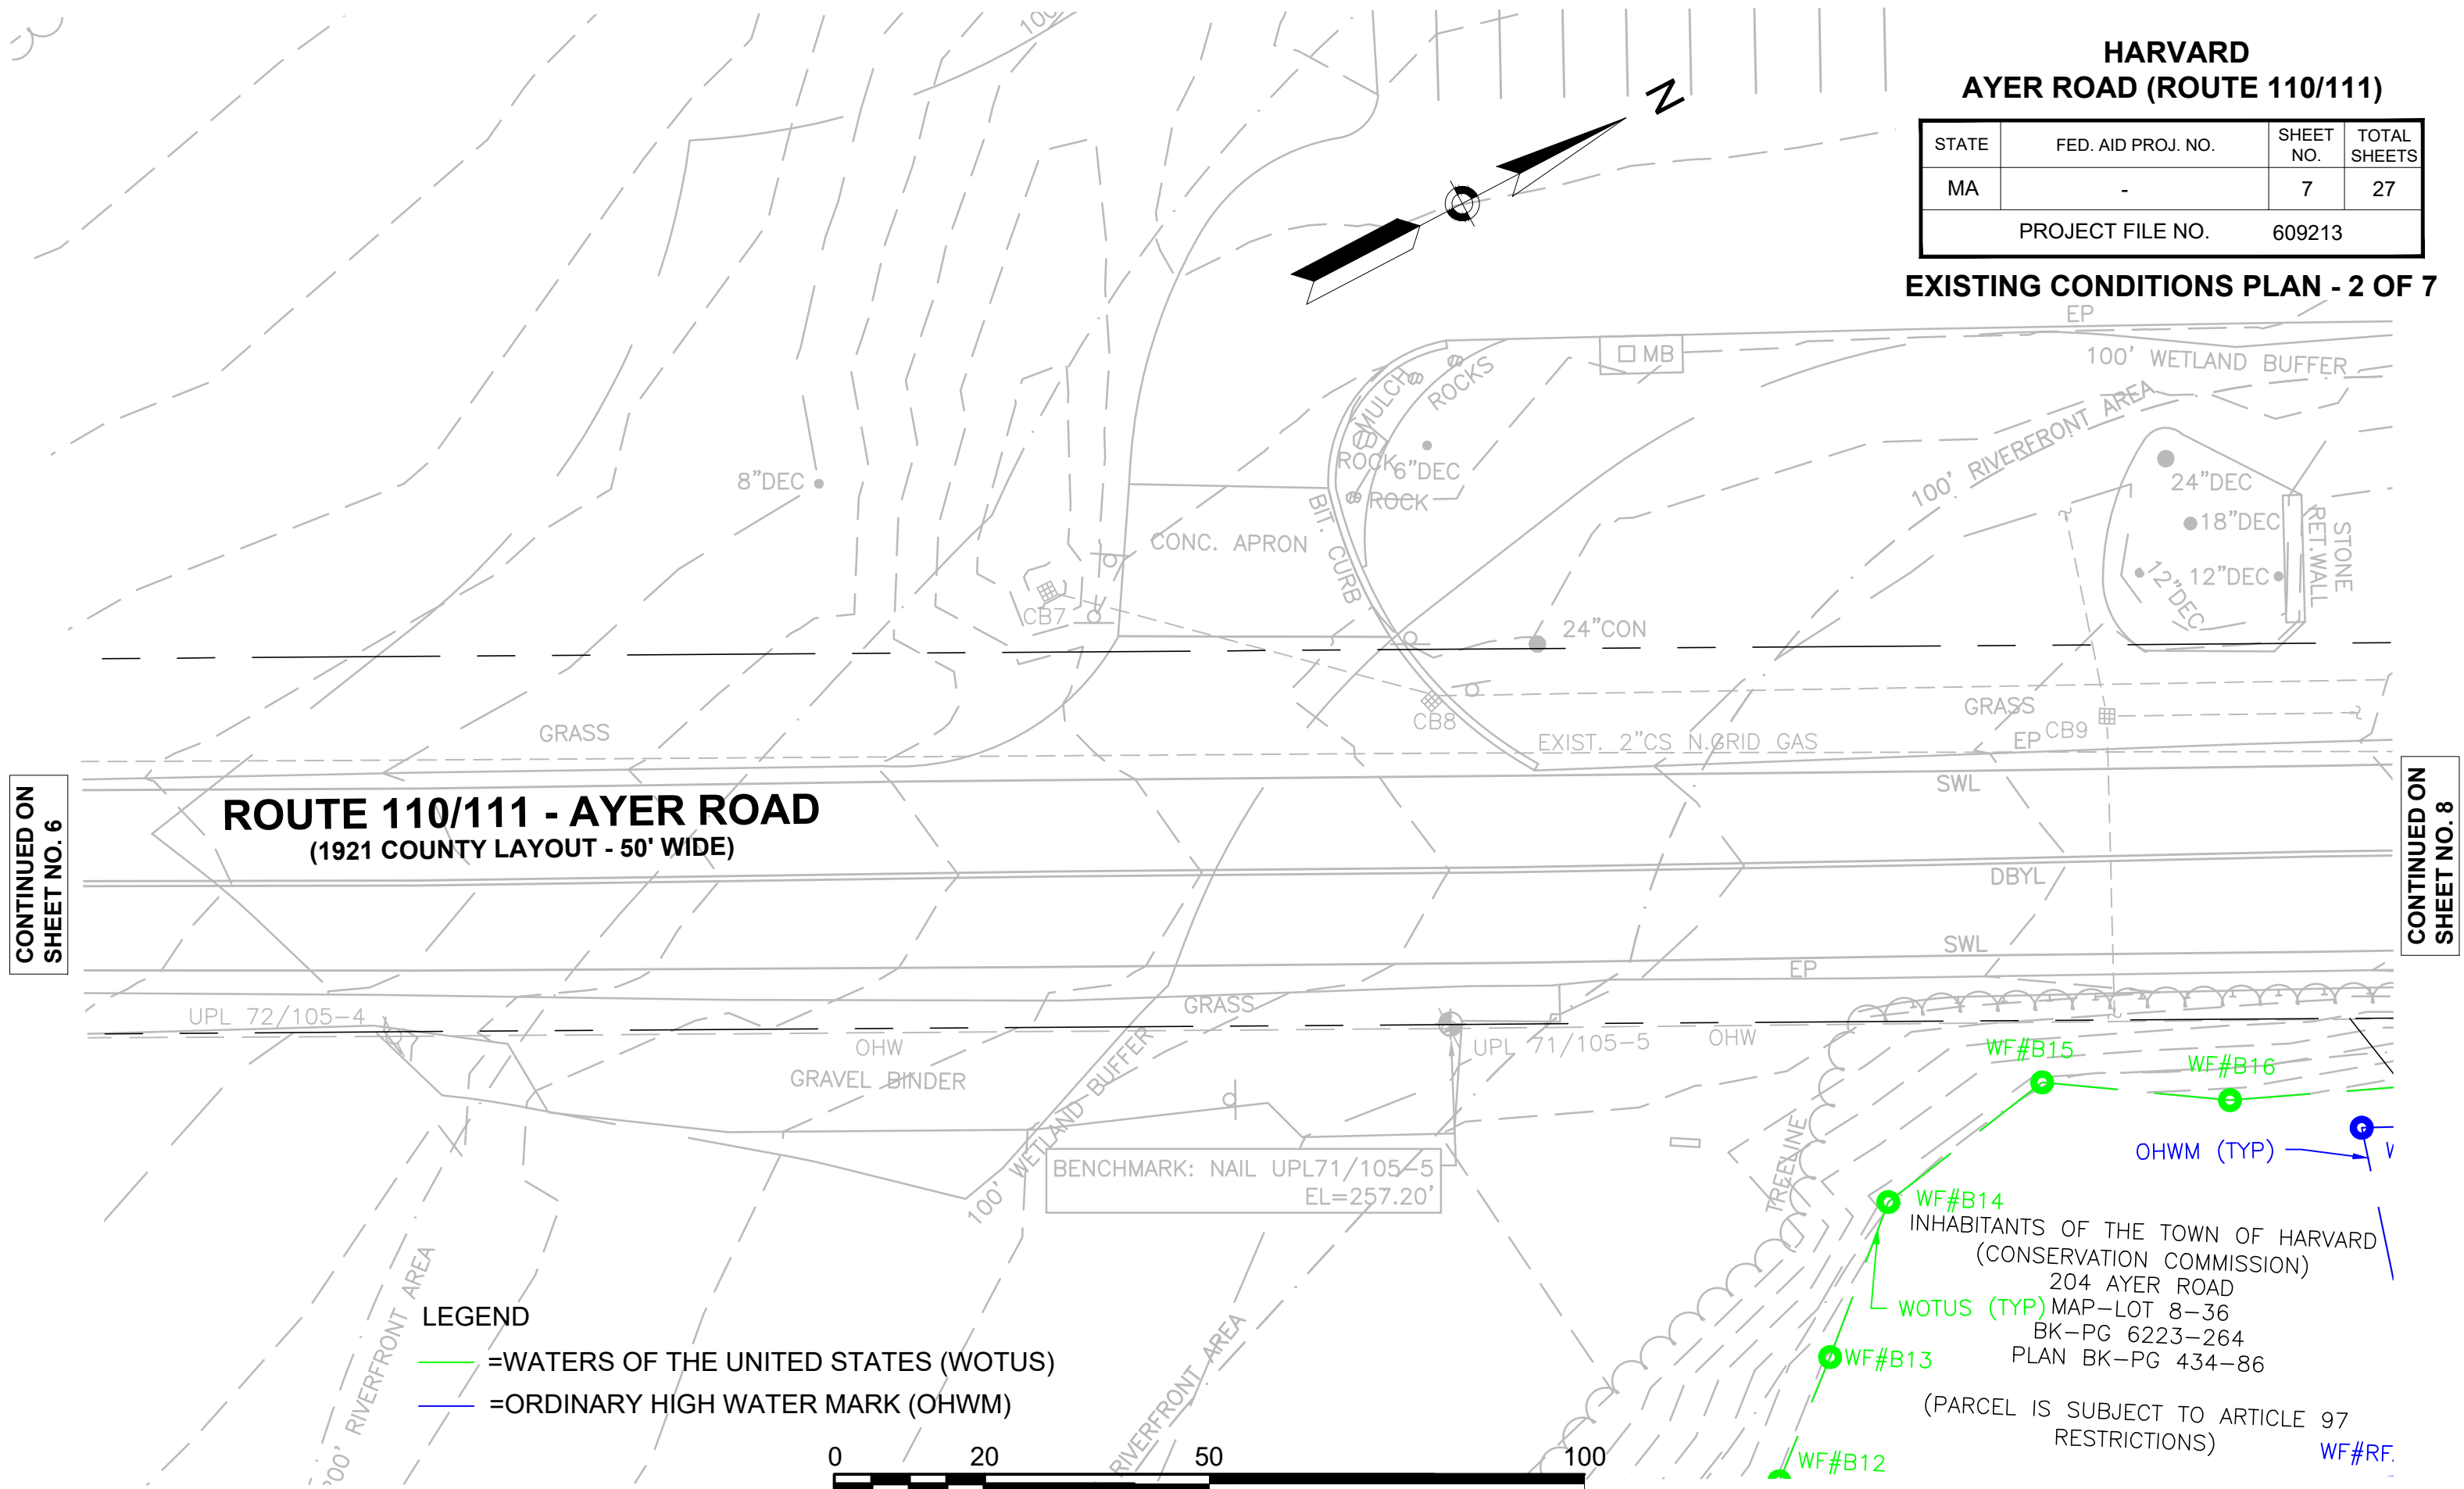 100'
N
HARVARD
AYER ROAD (ROUTE 110/111)
STATE
FED. AID PROJ. NO.
SHEET NO.
TOTAL SHEETS
MA
-
7
27
PROJECT FILE NO.
609213
EXISTING CONDITIONS PLAN - 2 OF 7
EP
MB
100' WETLAND BUFFER
MULCH
ROCKS
100' RIVERFRONT AREA
ROCK
6"DEC
ROCK
8"DEC
24"DEC
18"DEC
12"DEC
12"DEC
STONE
RET.WALL
CONC. APRON
BIT. CURB
CB7
24"CON
GRASS
CB8
GRASS
CB9
EXIST. 2"CS N.GRID GAS
EP
SWL
CONTINUED ON
SHEET NO. 6
ROUTE 110/111 - AYER ROAD
(1921 COUNTY LAYOUT - 50' WIDE)
CONTINUED ON
SHEET NO. 8
DBYL
SWL
EP
GRASS
UPL 72/105-4
OHW
UPL 71/105-5
OHW
GRAVEL BINDER
100' WETLAND BUFFER
WF#B15
WF#B16
OHWM (TYP)
BENCHMARK: NAIL UPL71/105-5
EL=257.20'
TREELINE
WF#B14
INHABITANTS OF THE TOWN OF HARVARD
(CONSERVATION COMMISSION)
204 AYER ROAD
WOTUS (TYP)
MAP-LOT 8-36
BK-PG 6223-264
PLAN BK-PG 434-86
WF#B13
(PARCEL IS SUBJECT TO ARTICLE 97
RESTRICTIONS)
WF#RF
WF#B12
200' RIVERFRONT AREA
RIVERFRONT AREA
LEGEND
=WATERS OF THE UNITED STATES (WOTUS)
=ORDINARY HIGH WATER MARK (OHWM)
0 20 50 100